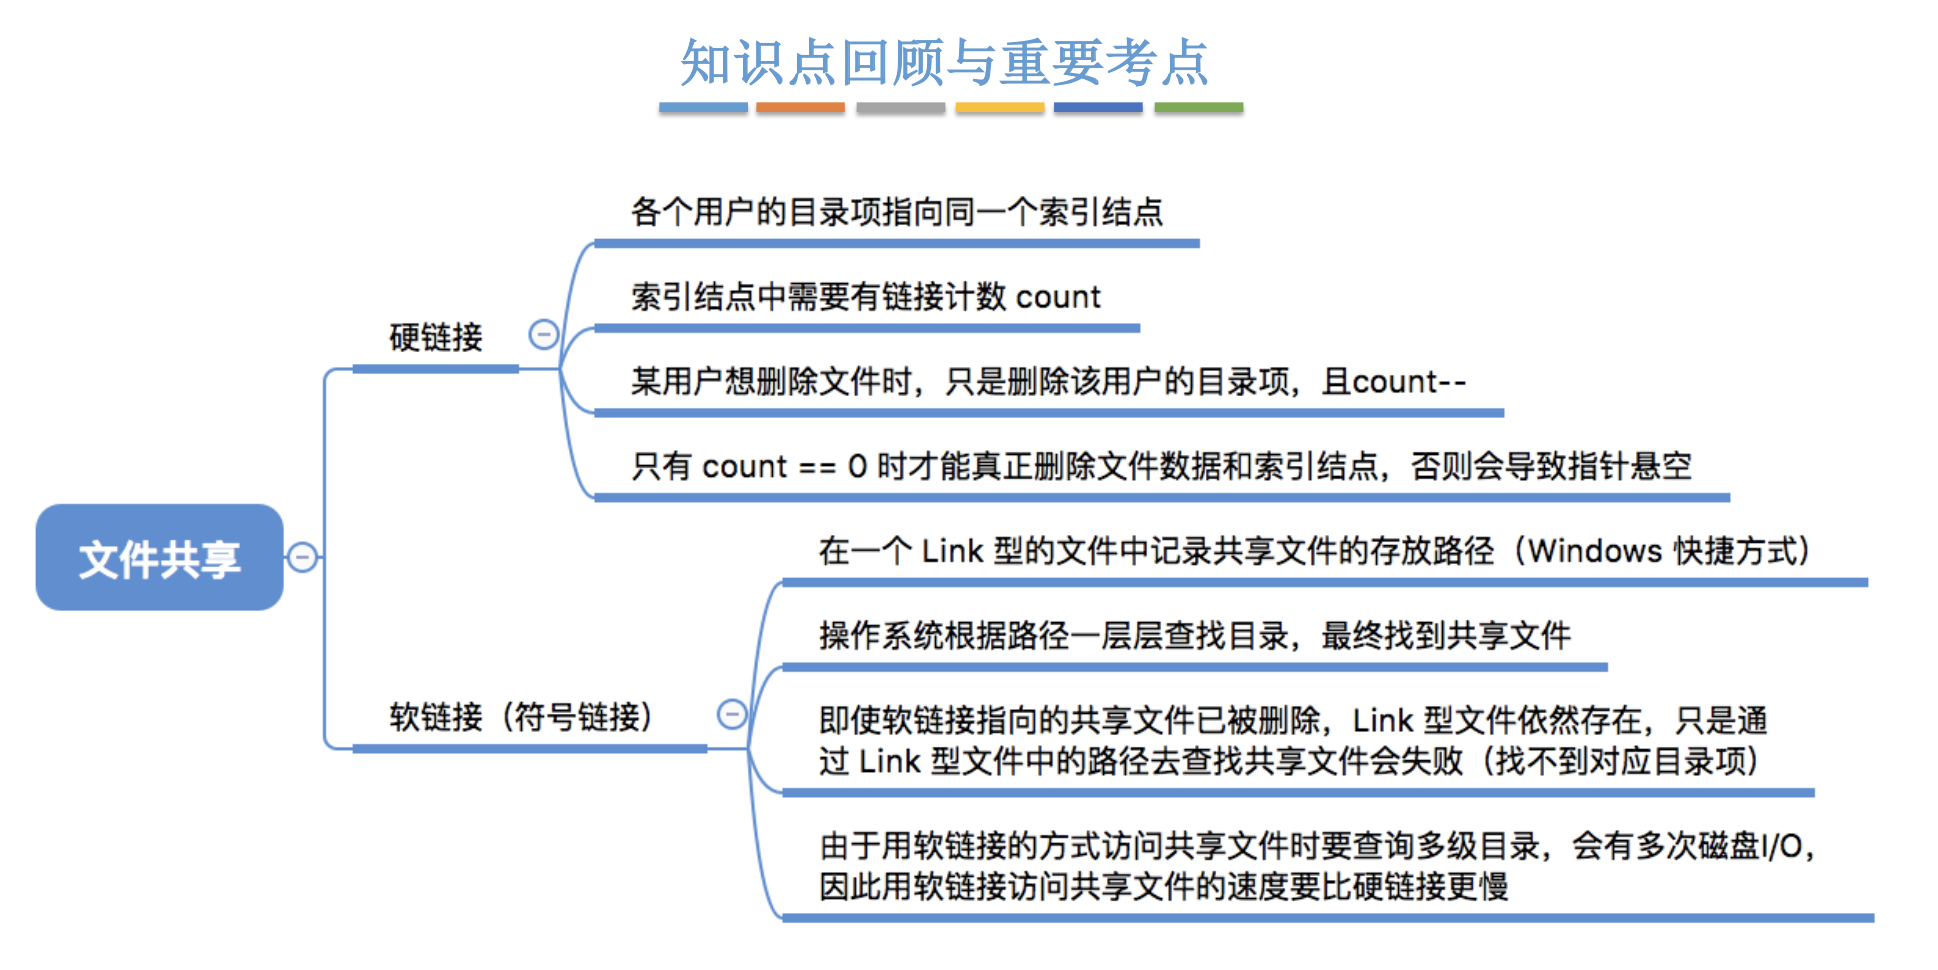 知识点回顾与重要考点
文件共享
硬链接
各个用户的目录项指向同一个索引结点
索引结点中需要有链接计数 count
某用户想删除文件时，只是删除该用户的目录项，且count--
只有 count == 0 时才能真正删除文件数据和索引结点，否则会导致指针悬空
软链接（符号链接）
在一个 Link 型的文件中记录共享文件的存放路径（Windows 快捷方式）
操作系统根据路径一层层查找目录，最终找到共享文件
即使软链接指向的共享文件已被删除，Link 型文件依然存在，只是通
过 Link 型文件中的路径去查找共享文件会失败（找不到对应目录项）
由于用软链接的方式访问共享文件时要查询多级目录，会有多次磁盘I/O，
因此用软链接访问共享文件的速度要比硬链接更慢